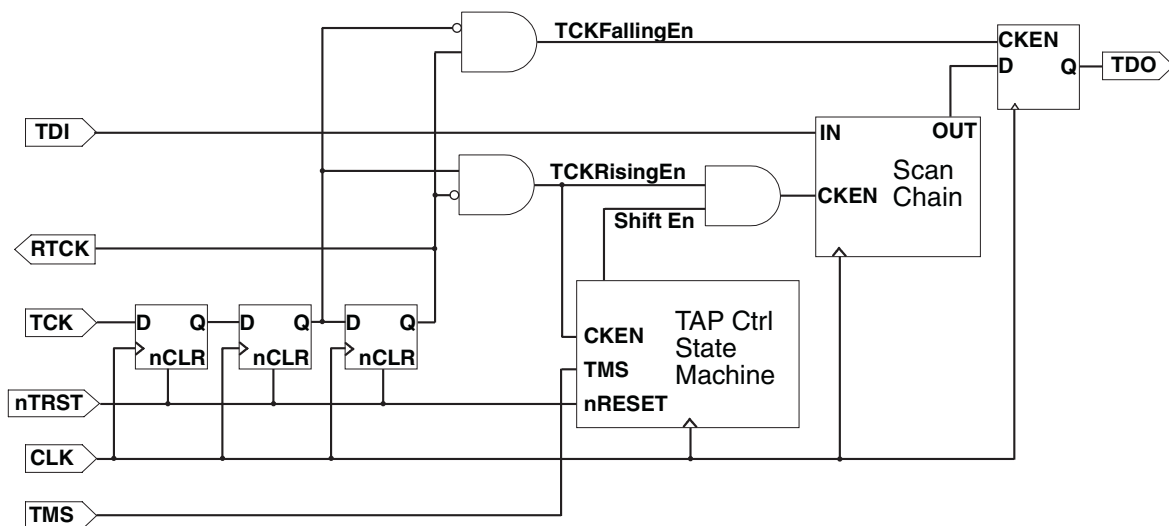 TCKFallingEn
CKEN
D Q
TDO
TDI
IN OUT
Scan
Chain
CKEN
TCKRisingEn
Shift En
RTCK
TCK
D Q
nCLR
D Q
nCLR
D Q
nCLR
TAP Ctrl
State
Machine
CKEN
TMS
nRESET
nTRST
CLK
TMS